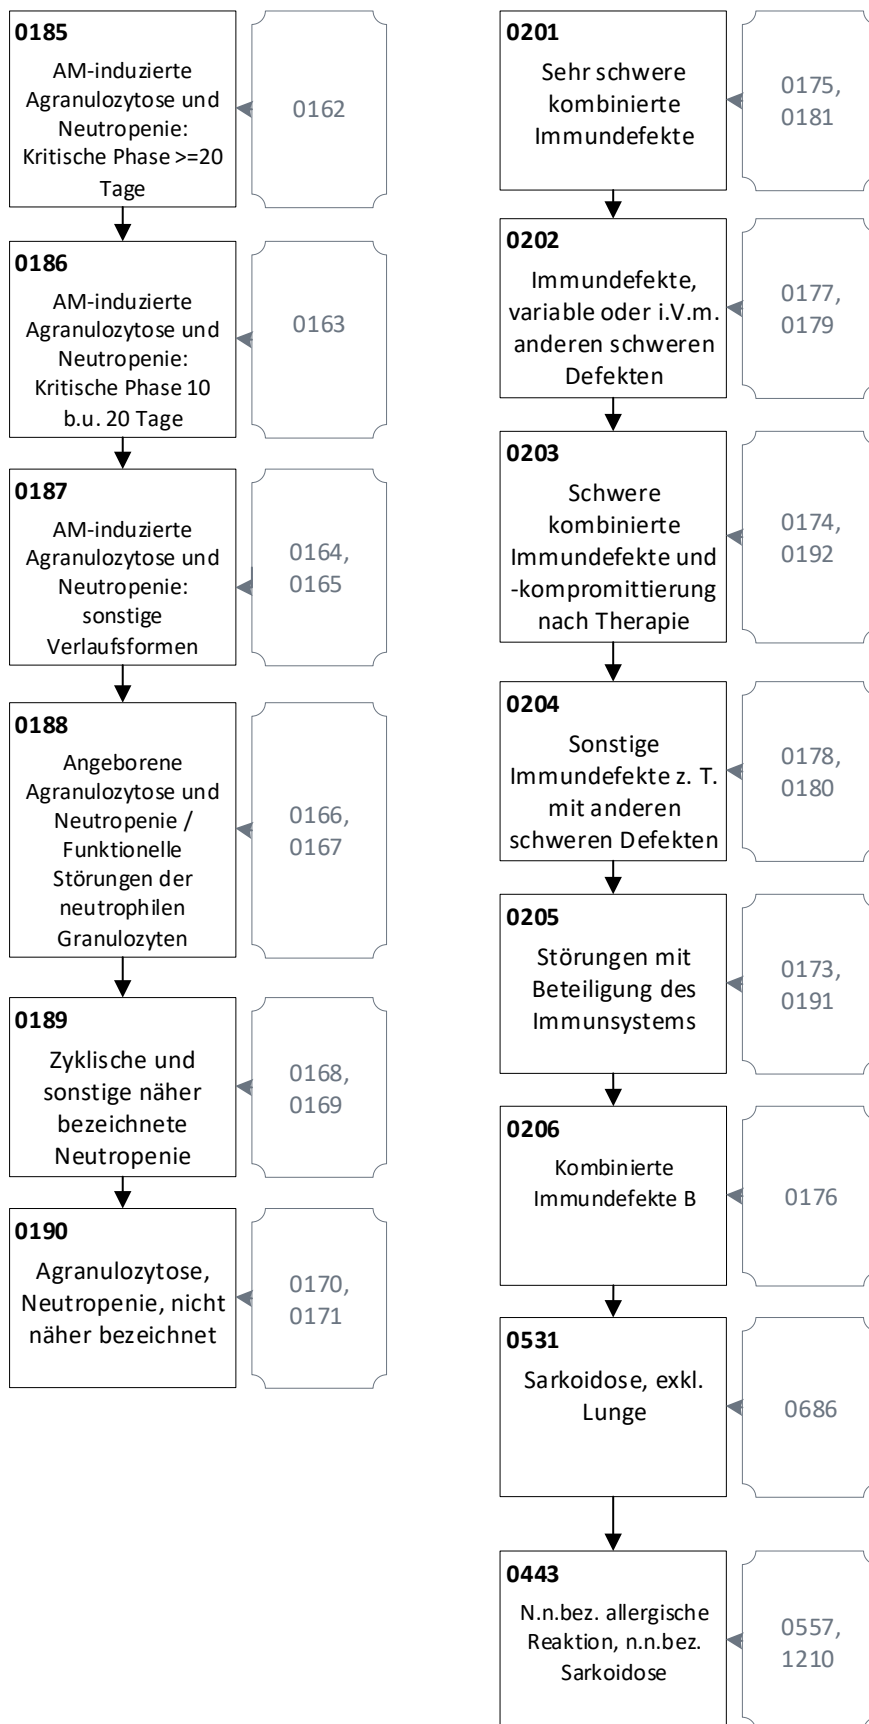 0185
AM-induzierte
Agranulozytose und
Neutropenie:
Kritische Phase >=20
Tage
0162
0186
AM-induzierte
Agranulozytose und
Neutropenie:
Kritische Phase 10
b.u. 20 Tage
0163
0187
AM-induzierte
Agranulozytose und
Neutropenie:
sonstige
Verlaufsformen
0164,
0165
0188
Angeborene
Agranulozytose und
Neutropenie /
Funktionelle
Störungen der
neutrophilen
Granulozyten
0166,
0167
0189
Zyklische und
sonstige näher
bezeichnete
Neutropenie
0168,
0169
0190
Agranulozytose,
Neutropenie, nicht
näher bezeichnet
0170,
0171
0201
Sehr schwere
kombinierte
Immundefekte
0175,
0181
0202
Immundefekte,
variable oder i.V.m.
anderen schweren
Defekten
0177,
0179
0203
Schwere
kombinierte
Immundefekte und
-kompromittierung
nach Therapie
0174,
0192
0204
Sonstige
Immundefekte z. T.
mit anderen
schweren Defekten
0178,
0180
0205
Störungen mit
Beteiligung des
Immunsystems
0173,
0191
0206
Kombinierte
Immundefekte B
0176
0531
Sarkoidose, exkl.
Lunge
0686
0443
N.n.bez. allergische
Reaktion, n.n.bez.
Sarkoidose
0557,
1210